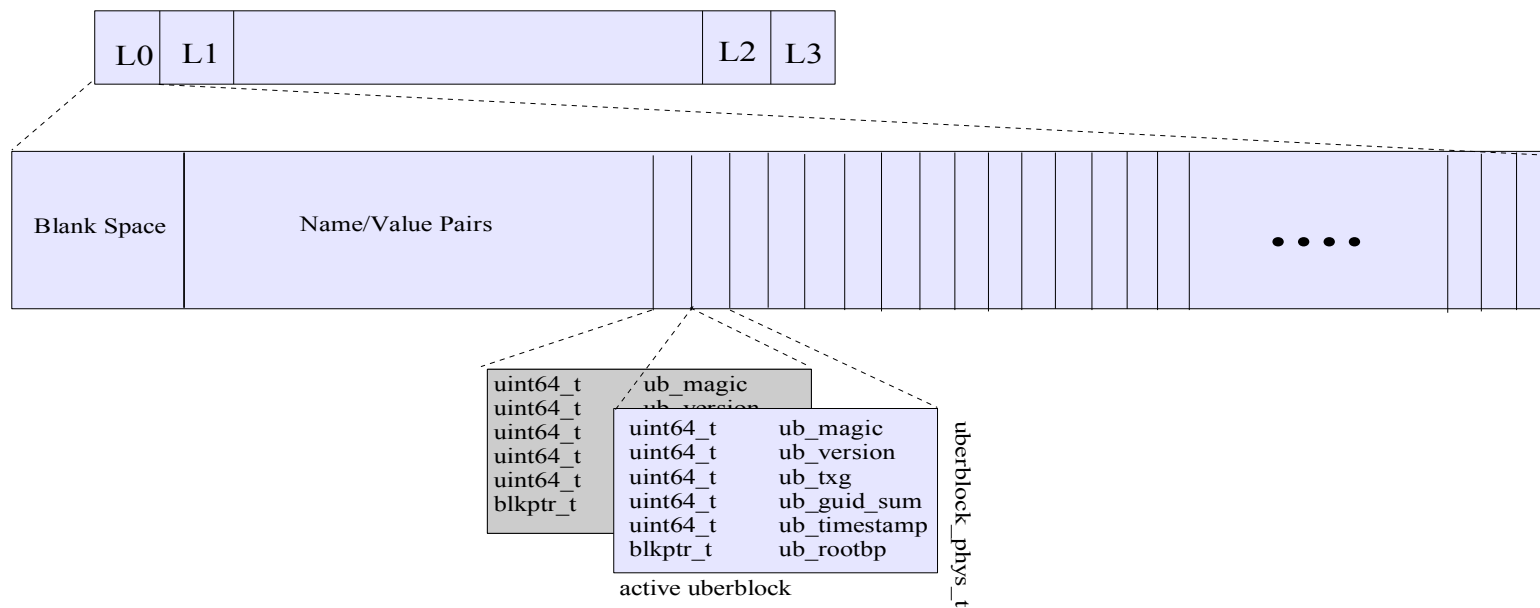 L0 L1 L2 L3
Blank Space Name/Value Pairs
uint64_t ub_magic
uint64_t ub_version
uint64_t
uint64_t
uint64_t
blkptr_t
uint64_t ub_magic
uint64_t ub_version
uint64_t ub_txg
uint64_t ub_guid_sum
uint64_t ub_timestamp
blkptr_t ub_rootbp
uberblock_phys_t
active uberblock